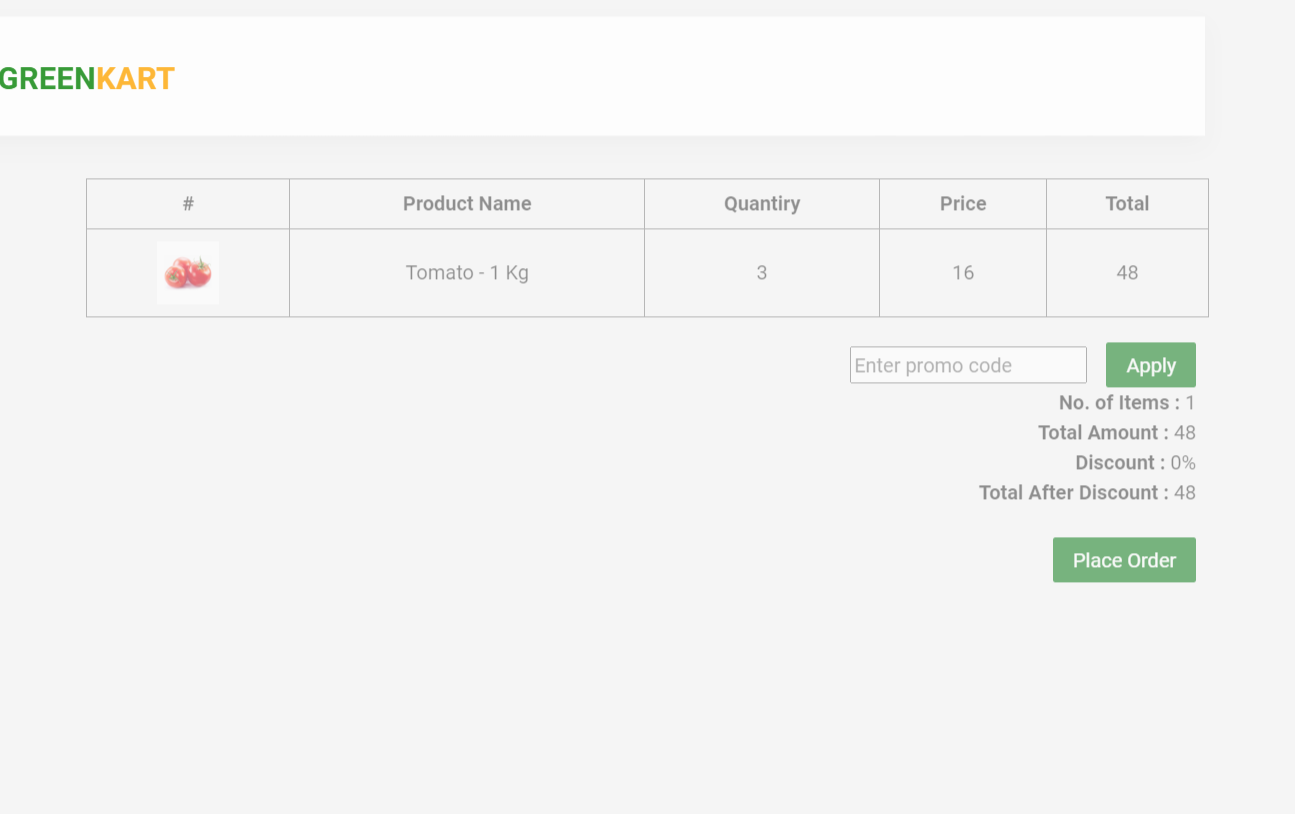 GREENKART
# Product Name Quantiry Price Total
Tomato - 1 Kg 3 16 48
Enter promo code Apply
No. of Items : 1
Total Amount : 48
Discount : 0%
Total After Discount : 48
Place Order